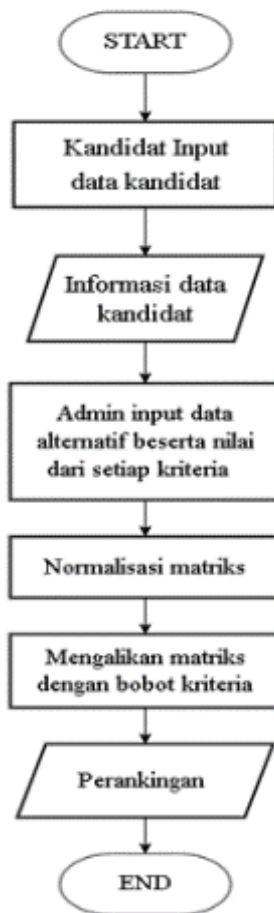 START
Kandidat Input
data kandidat
Informasi data
kandidat
Admin input data
alternatif beserta nilai
dari setiap kriteria
Normalisasi matriks
Mengalikan matriks
dengan bobot kriteria
Perankingan
END